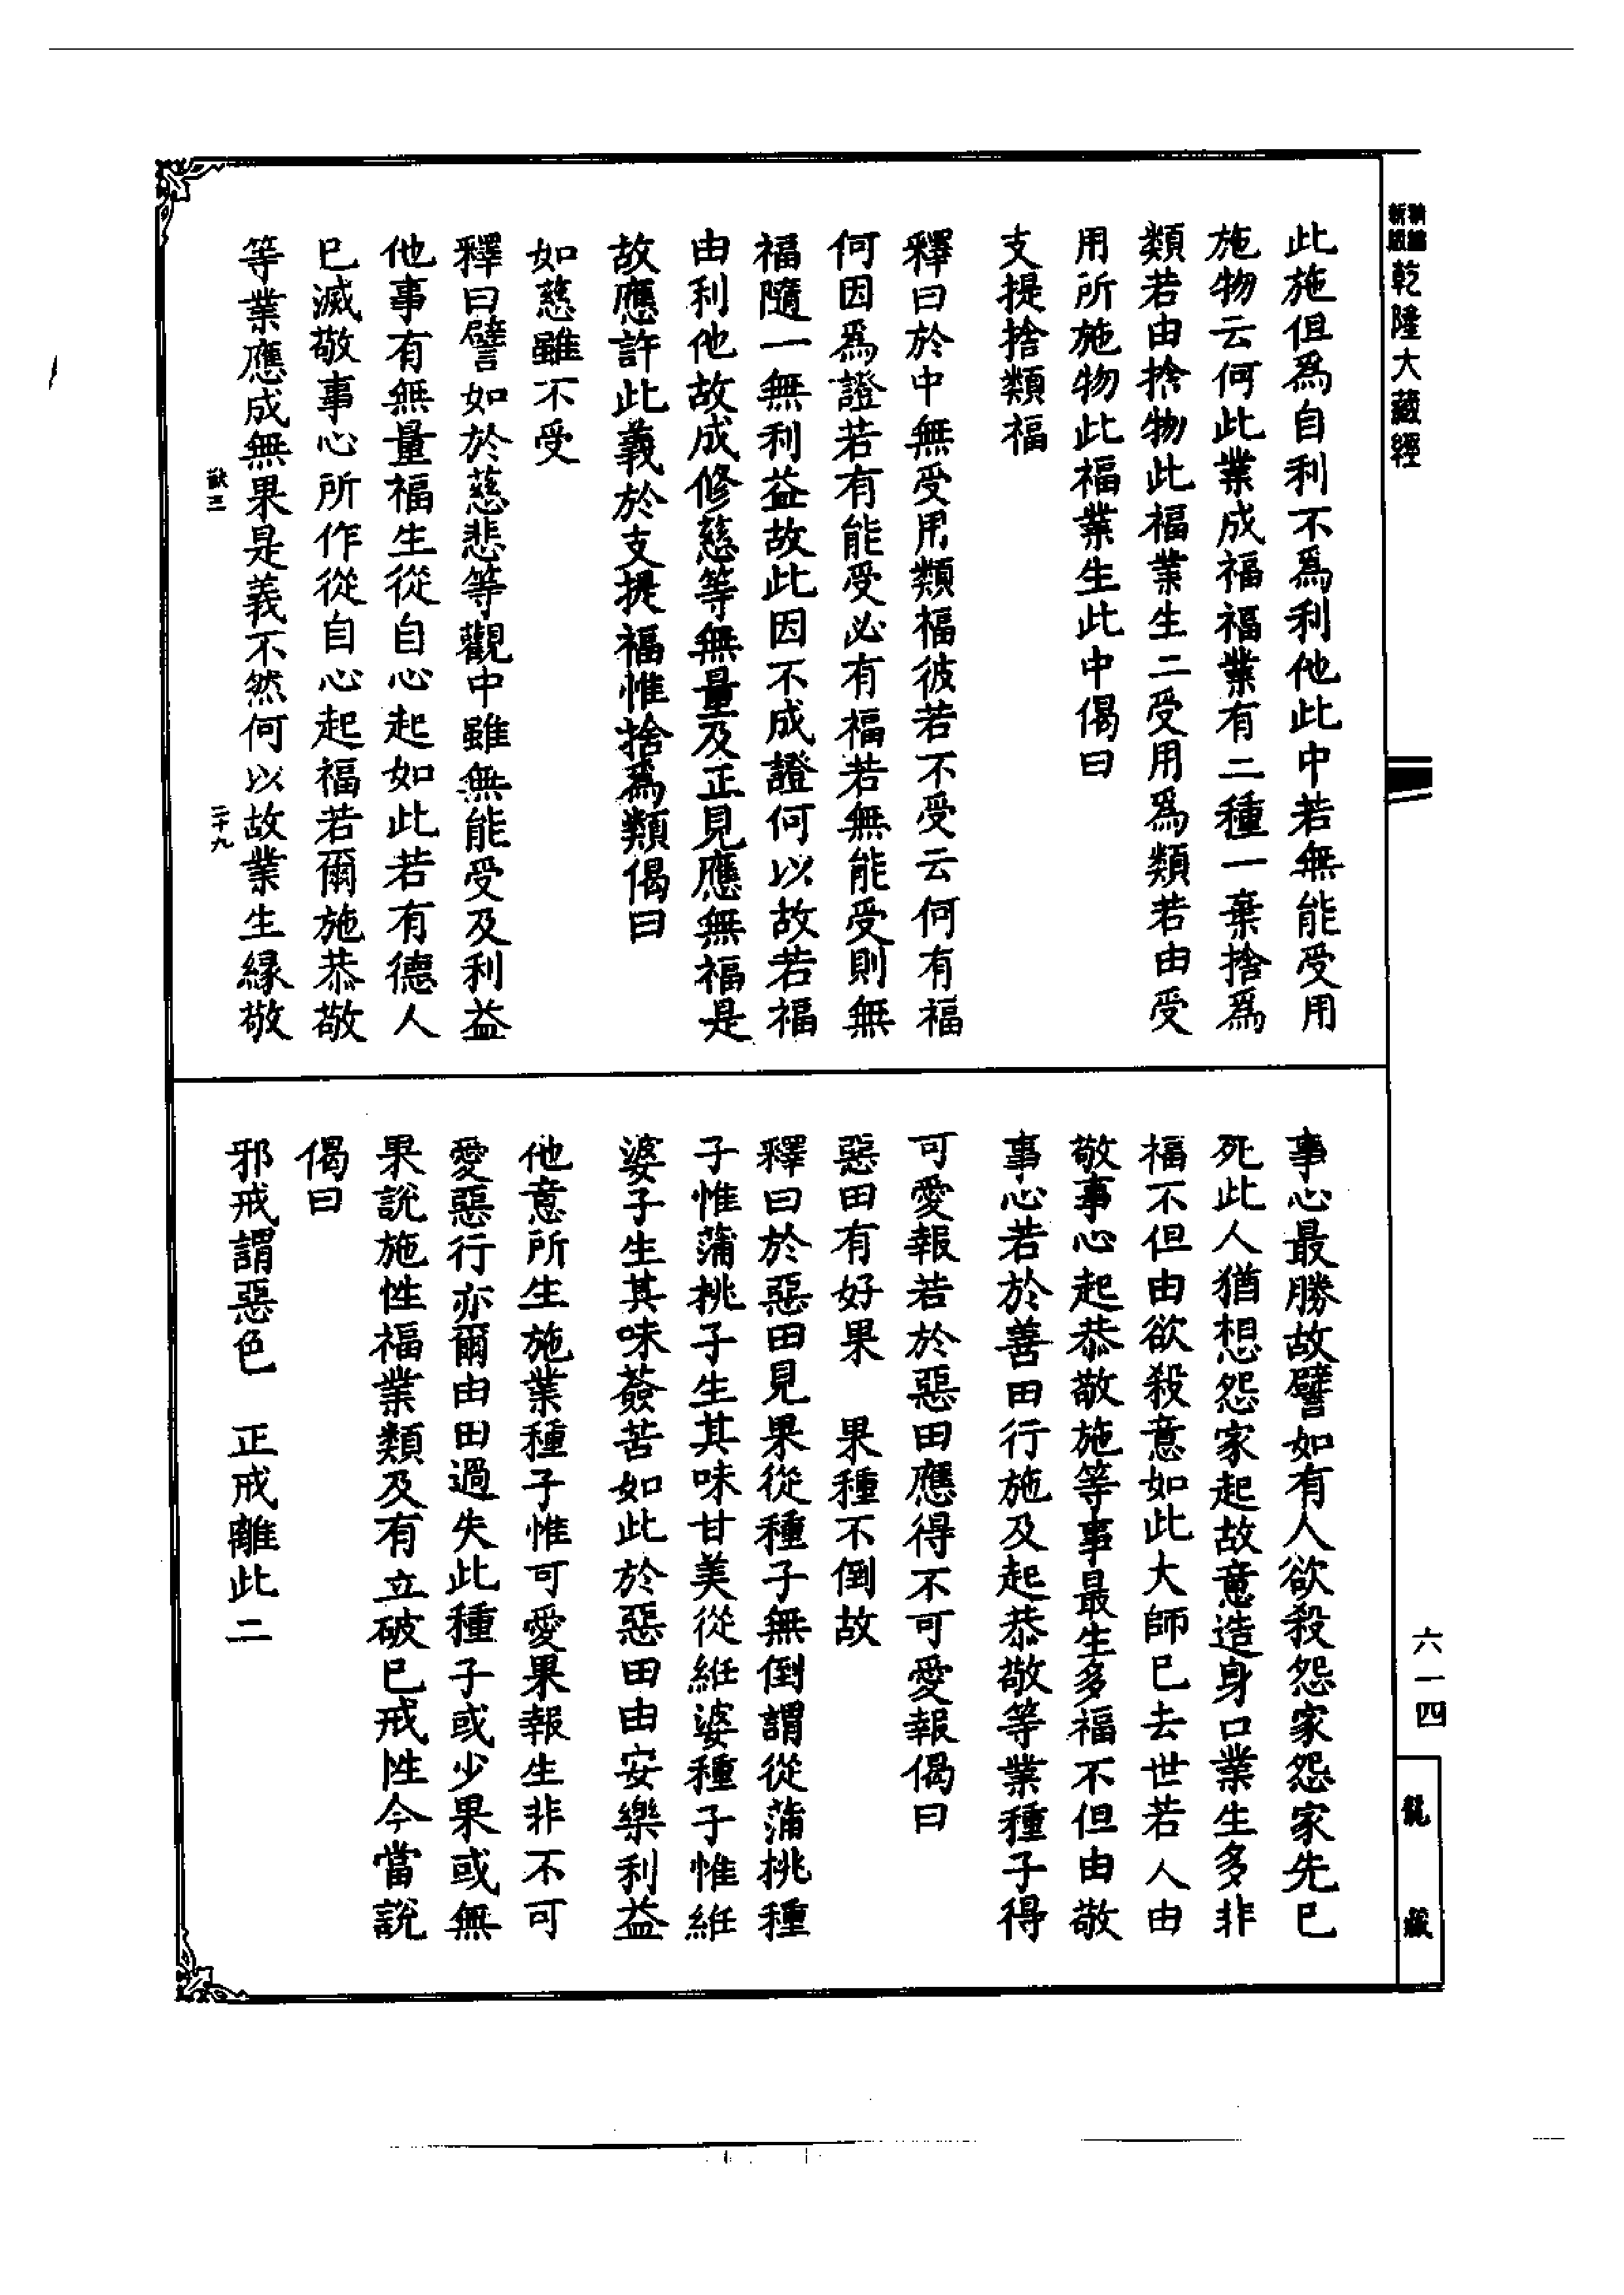 新編縮版
乾隆大藏經
此施但爲自利不爲利他此中若無能受用
施物云何此業成福福業有二種一棄捨爲
類若由捨物此福業生二受用爲類若由受
用所施物此福業生此中偈曰
支提捨類福
釋曰於中無受用類福彼若不受云何有福
何因爲證若有能受必有福若無能受則無
福隨一無利益故此因不成證何以故若福
由利他故成修慈等無量及正見應無福是
故應許此義於支提福惟捨爲類偈曰
如慈雖不受
釋曰譬如於慈悲等觀中雖無能受及利益
他事有無量福生從自心起如此若有德人
已滅敬事心所作從自心起福若爾施恭敬
等業應成無果是義不然何以故業生緣敬
獸三
二十九
事心最勝故譬如有人欲殺怨家怨家先已
死此人猶想怨家起故意造身口業生多非
福不但由欲殺意如此大師已去世若人由
敬事心起恭敬施等事最生多福不但由敬
事心若於善田行施及起恭敬等業種子得
可愛報若於惡田應得不可愛報偈曰
惡田有好果　果種不倒故
釋曰於惡田見果從種子無倒謂從蒲桃種
子惟蒲桃子生其味甘美從紝婆種子惟紝
婆子生其味薟苦如此於惡田由安樂利益
他意所生施業種子惟可愛果報生非不可
愛惡行亦爾由田過失此種子或少果或無
果說施性福業類及有立破已戒性今當說
偈曰
邪戒謂惡色　正戒離此二
六一四
龍藏